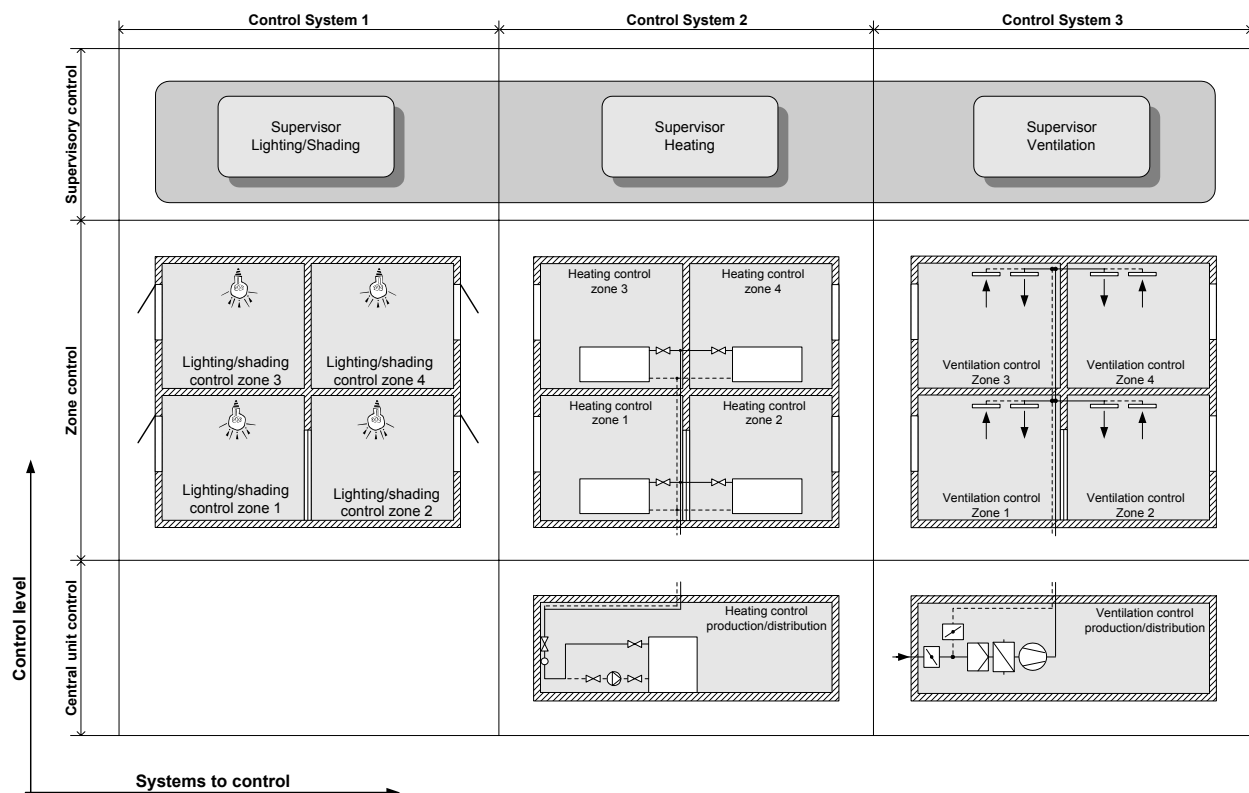 Control System 1
Control System 2
Control System 3
Supervisory control
Supervisor
Lighting/Shading
Supervisor
Heating
Supervisor
Ventilation
Zone control
Lighting/shading
control zone 3
Lighting/shading
control zone 4
Lighting/shading
control zone 1
Lighting/shading
control zone 2
Heating control
zone 3
Heating control
zone 4
Heating control
zone 1
Heating control
zone 2
Ventilation control
Zone 3
Ventilation control
Zone 4
Ventilation control
Zone 1
Ventilation control
Zone 2
Central unit control
Heating control
production/distribution
Ventilation control
production/distribution
Control level
Systems to control